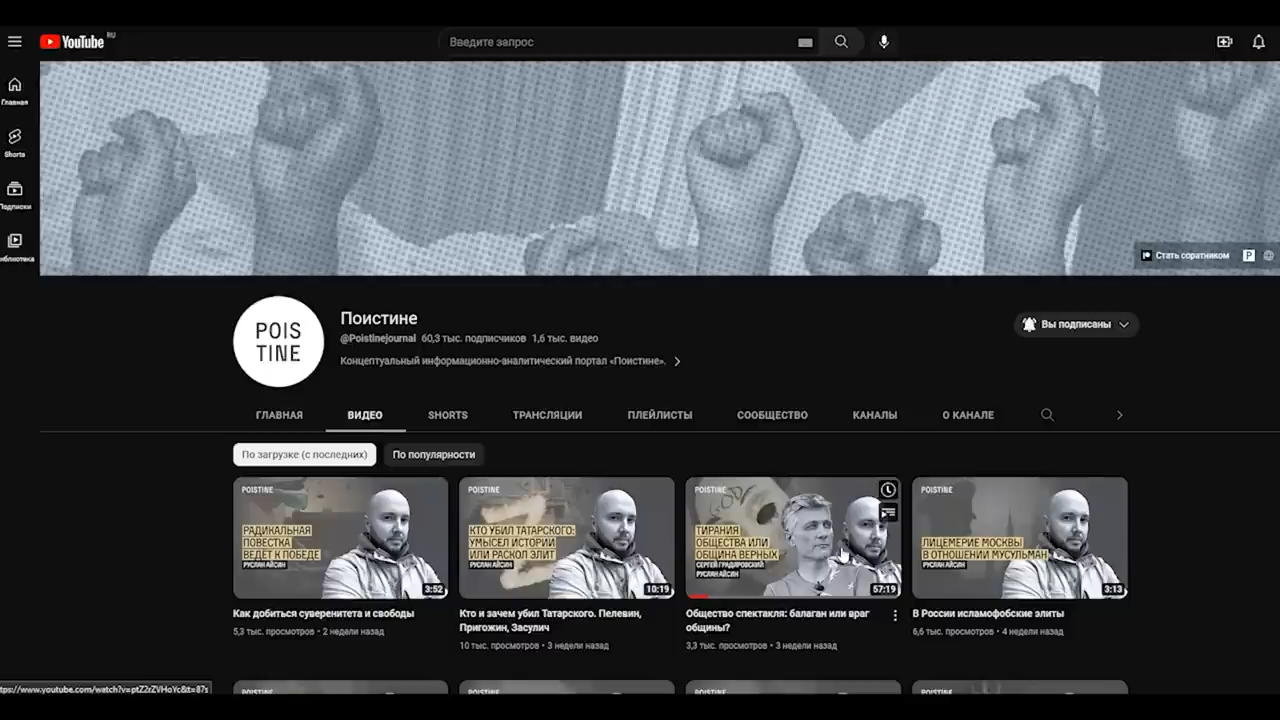 YouTube RU
Введите запрос
Главная
Shorts
Подписки
Библиотека
Стать соратником
P
POIS
TINE
Поистине
@Poistinejournal 60,3 тыс. подписчиков 1,6 тыс. видео
Концептуальный информационно-аналитический портал «Поистине».
Вы подписаны
ГЛАВНАЯ ВИДЕО SHORTS ТРАНСЛЯЦИИ ПЛЕЙЛИСТЫ СООБЩЕСТВО КАНАЛЫ О КАНАЛЕ
По загрузке (с последних) По популярности
POISTINE
РАДИКАЛЬНАЯ
ПОВЕСТКА
ВЕДЕТ К ПОБЕДЕ
РУСЛАН АЙСИН
3:52
Как добиться суверенитета и свободы
5,3 тыс. просмотров • 2 недели назад
POISTINE
КТО УБИЛ ТАТАРСКОГО:
УМЫСЕЛ ИСТОРИИ
ИЛИ РАСКОЛ ЭЛИТ
РУСЛАН АЙСИН
10:19
Кто и зачем убил Татарского. Пелевин,
Пригожин, Засулич
10 тыс. просмотров • 3 недели назад
POISTINE
ТИРАНИЯ
ОБЩЕСТВА ИЛИ
ОБЩИНА ВЕРНЫХ
СЕРГЕЙ ГРАДИРОВСКИЙ
РУСЛАН АЙСИН
57:19
Общество спектакля: балаган или враг
общины?
3,3 тыс. просмотров • 3 недели назад
POISTINE
ЛИЦЕМЕРИЕ МОСКВЫ
В ОТНОШЕНИИ МУСУЛЬМАН
РУСЛАН АЙСИН
3:13
В России исламофобские элиты
6,6 тыс. просмотров • 4 недели назад
POISTINE
POISTINE
POISTINE
POISTINE